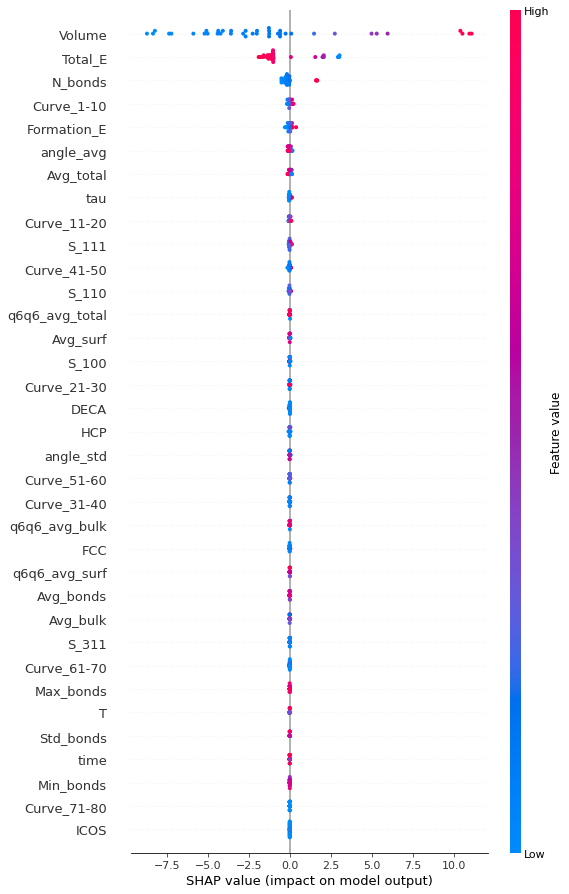 High
Volume
Total_E
N_bonds
Curve_1-10
Formation_E
angle_avg
Avg_total
tau
Curve_11-20
S_111
Curve_41-50
S_110
q6q6_avg_total
Avg_surf
S_100
Curve_21-30
DECA
HCP
angle_std
Curve_51-60
Curve_31-40
q6q6_avg_bulk
FCC
q6q6_avg_surf
Avg_bonds
Avg_bulk
S_311
Curve_61-70
Max_bonds
T
Std_bonds
time
Min_bonds
Curve_71-80
ICOS
Feature value
Low
−7.5 −5.0 −2.5 0.0 2.5 5.0 7.5 10.0
SHAP value (impact on model output)